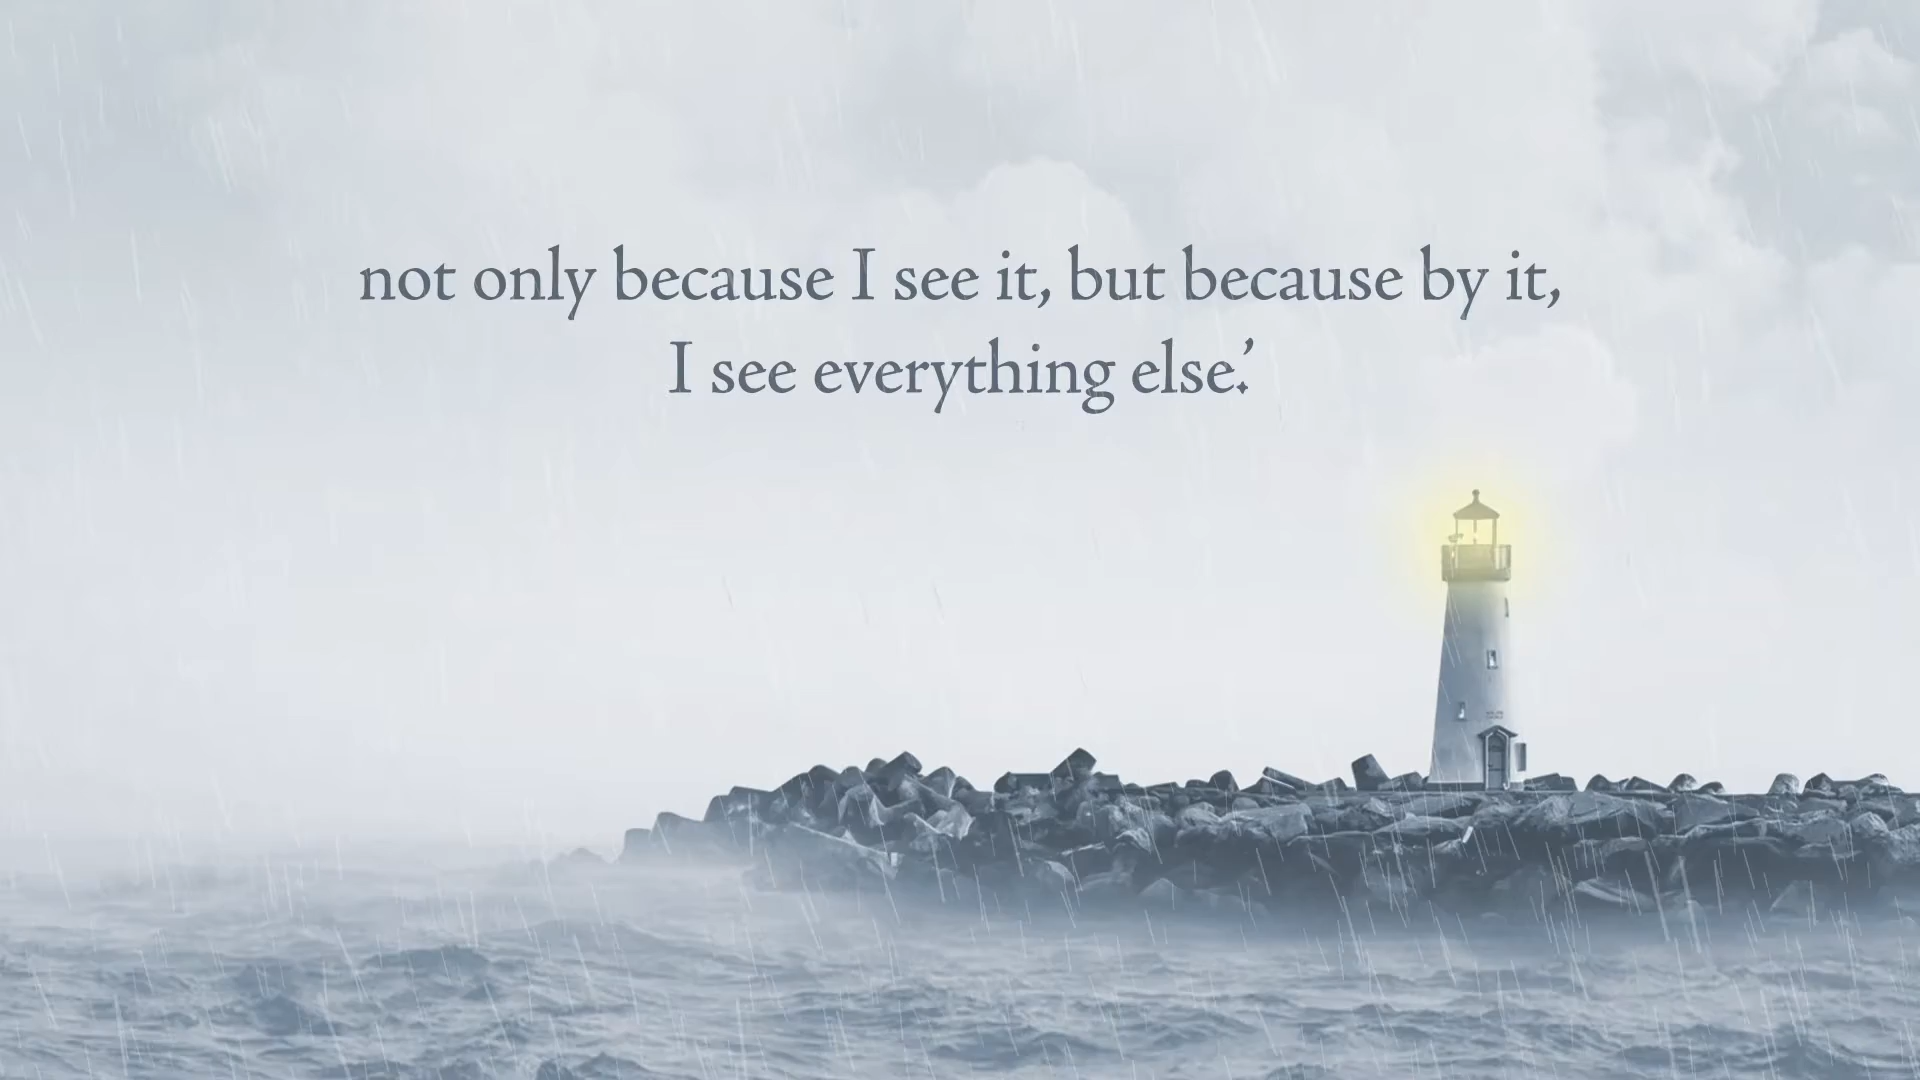 not only because I see it, but because by it,
I see everything else.’